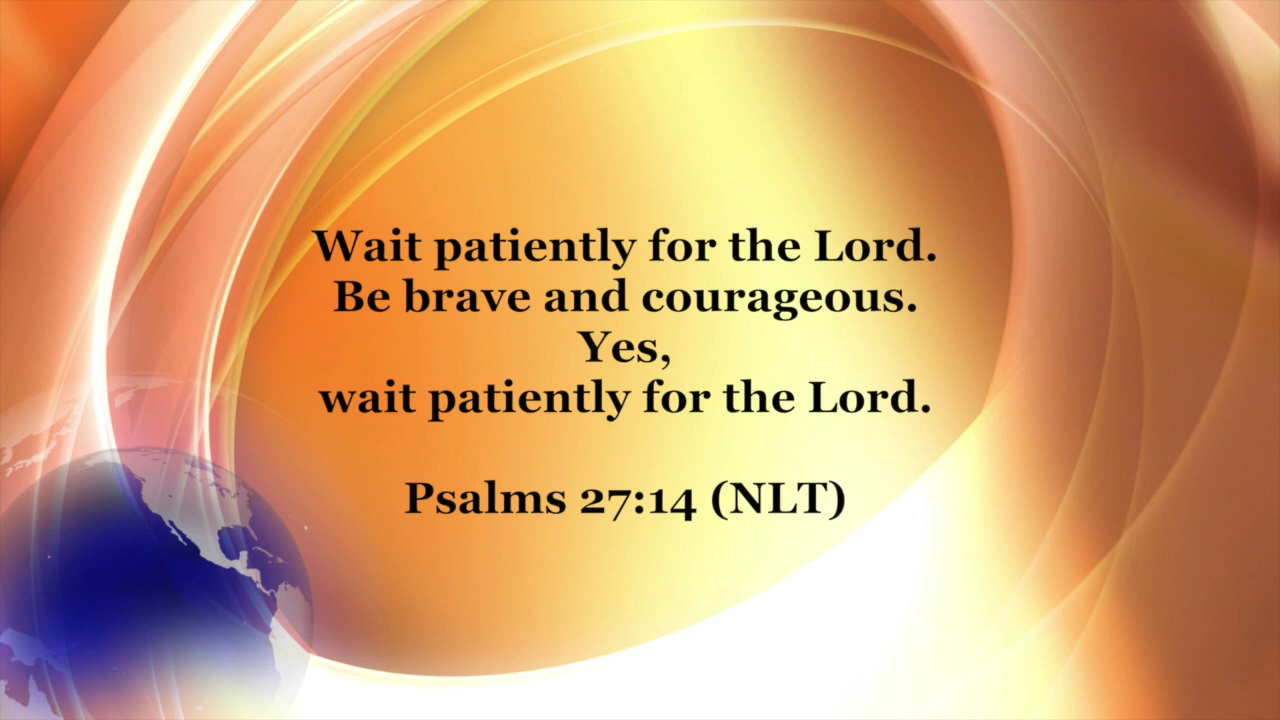 Wait patiently for the Lord.
Be brave and courageous.
Yes,
wait patiently for the Lord.
Psalms 27:14 (NLT)